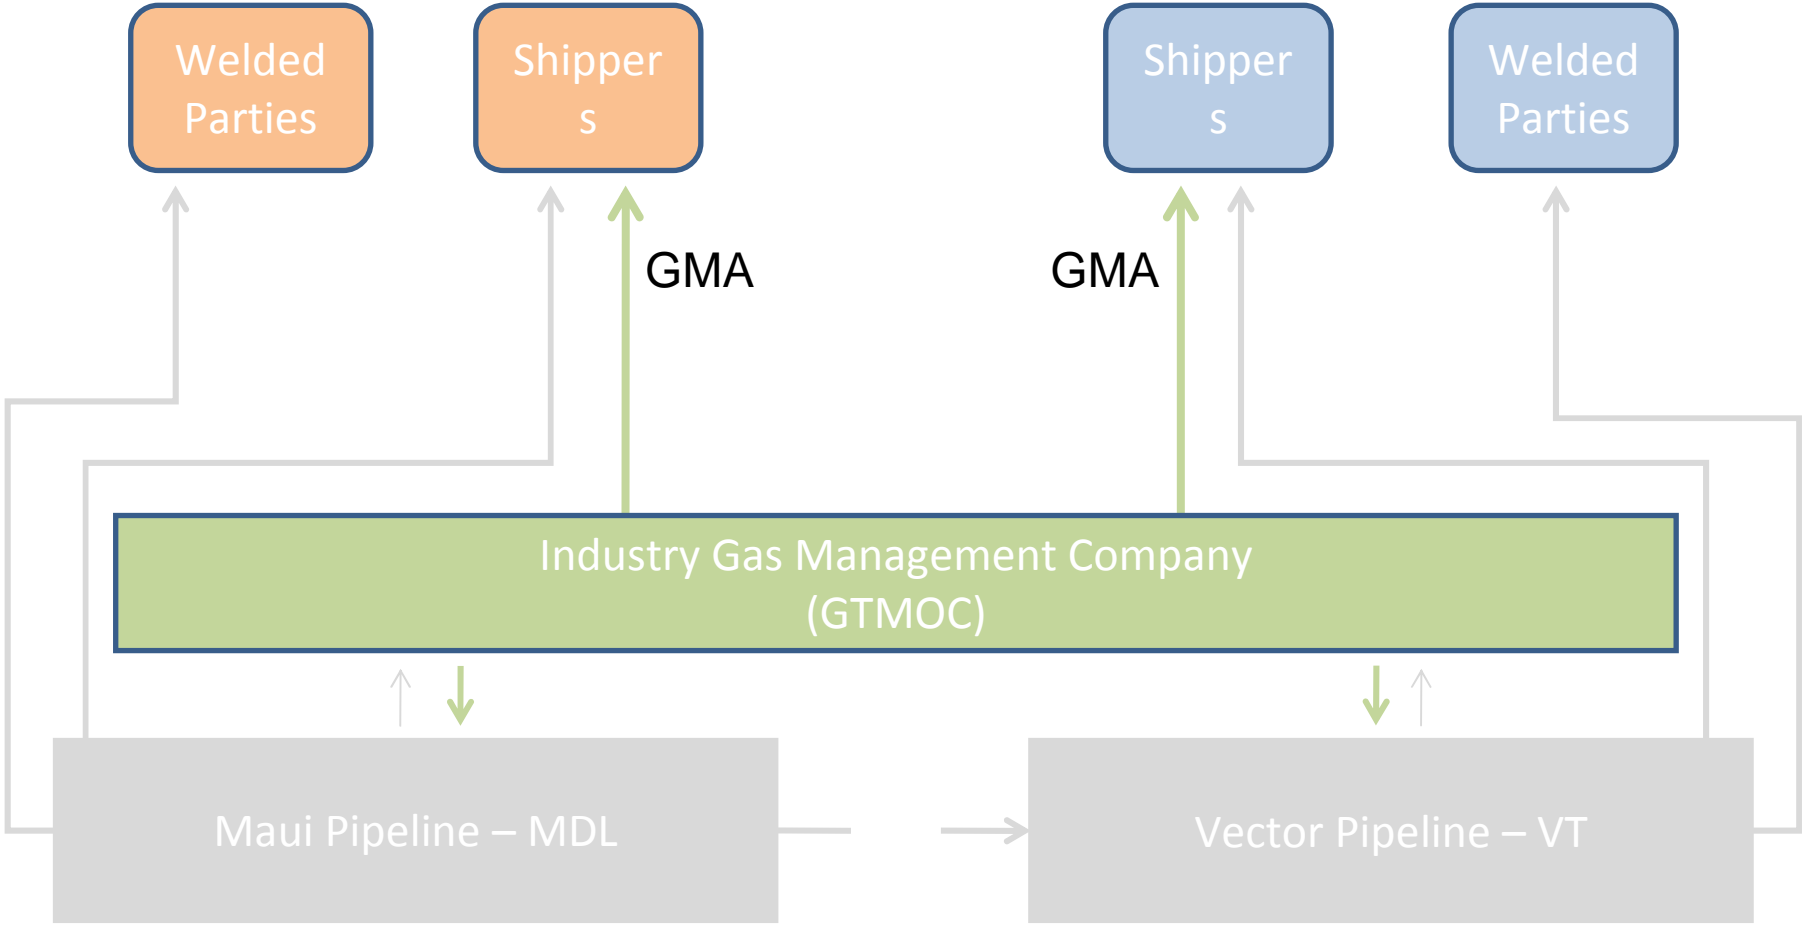 Welded
Parties
Shipper
s
Shipper
s
Welded
Parties
GMA
GMA
Industry Gas Management Company
(GTMOC)
Maui Pipeline – MDL
Vector Pipeline – VT